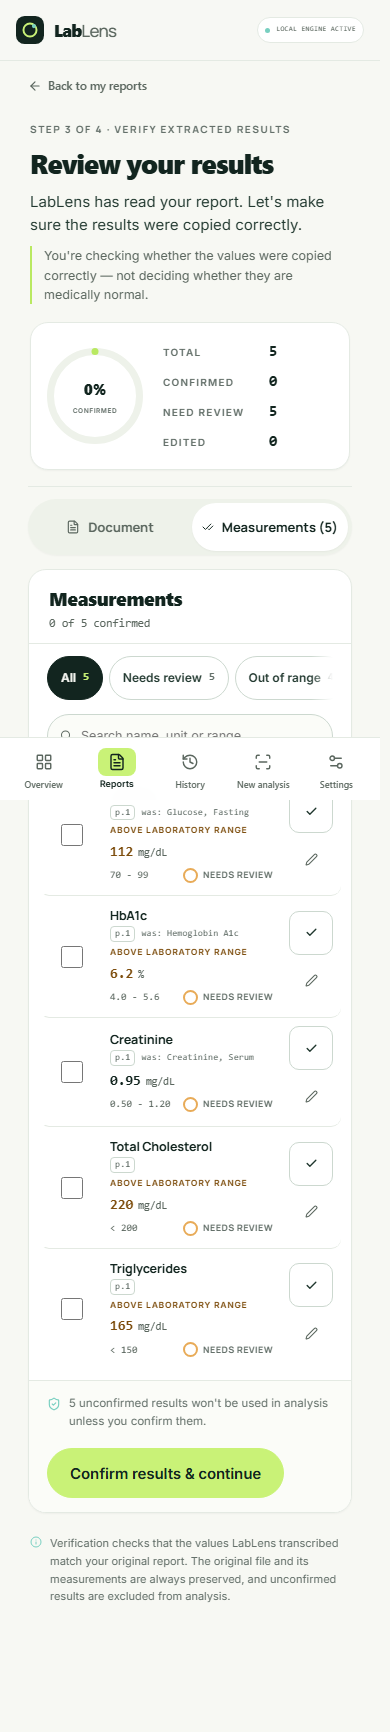 LabLens
LOCAL ENGINE ACTIVE
Back to my reports
STEP 3 OF 4 · VERIFY EXTRACTED RESULTS
Review your results
LabLens has read your report. Let's make
sure the results were copied correctly.
You're checking whether the values were copied
correctly — not deciding whether they are
medically normal.
0%
CONFIRMED
TOTAL 5
CONFIRMED 0
NEED REVIEW 5
EDITED 0
Document
Measurements (5)
Measurements
0 of 5 confirmed
All 5
Needs review 5
Out of range
Search name, unit or range
Overview
Reports
History
New analysis
Settings
p.1 was: Glucose, Fasting
ABOVE LABORATORY RANGE
112 mg/dL
70 - 99 NEEDS REVIEW
HbA1c
p.1 was: Hemoglobin A1c
ABOVE LABORATORY RANGE
6.2 %
4.0 - 5.6 NEEDS REVIEW
Creatinine
p.1 was: Creatinine, Serum
0.95 mg/dL
0.50 - 1.20 NEEDS REVIEW
Total Cholesterol
p.1
ABOVE LABORATORY RANGE
220 mg/dL
< 200 NEEDS REVIEW
Triglycerides
p.1
ABOVE LABORATORY RANGE
165 mg/dL
< 150 NEEDS REVIEW
5 unconfirmed results won't be used in analysis
unless you confirm them.
Confirm results & continue
Verification checks that the values LabLens transcribed
match your original report. The original file and its
measurements are always preserved, and unconfirmed
results are excluded from analysis.